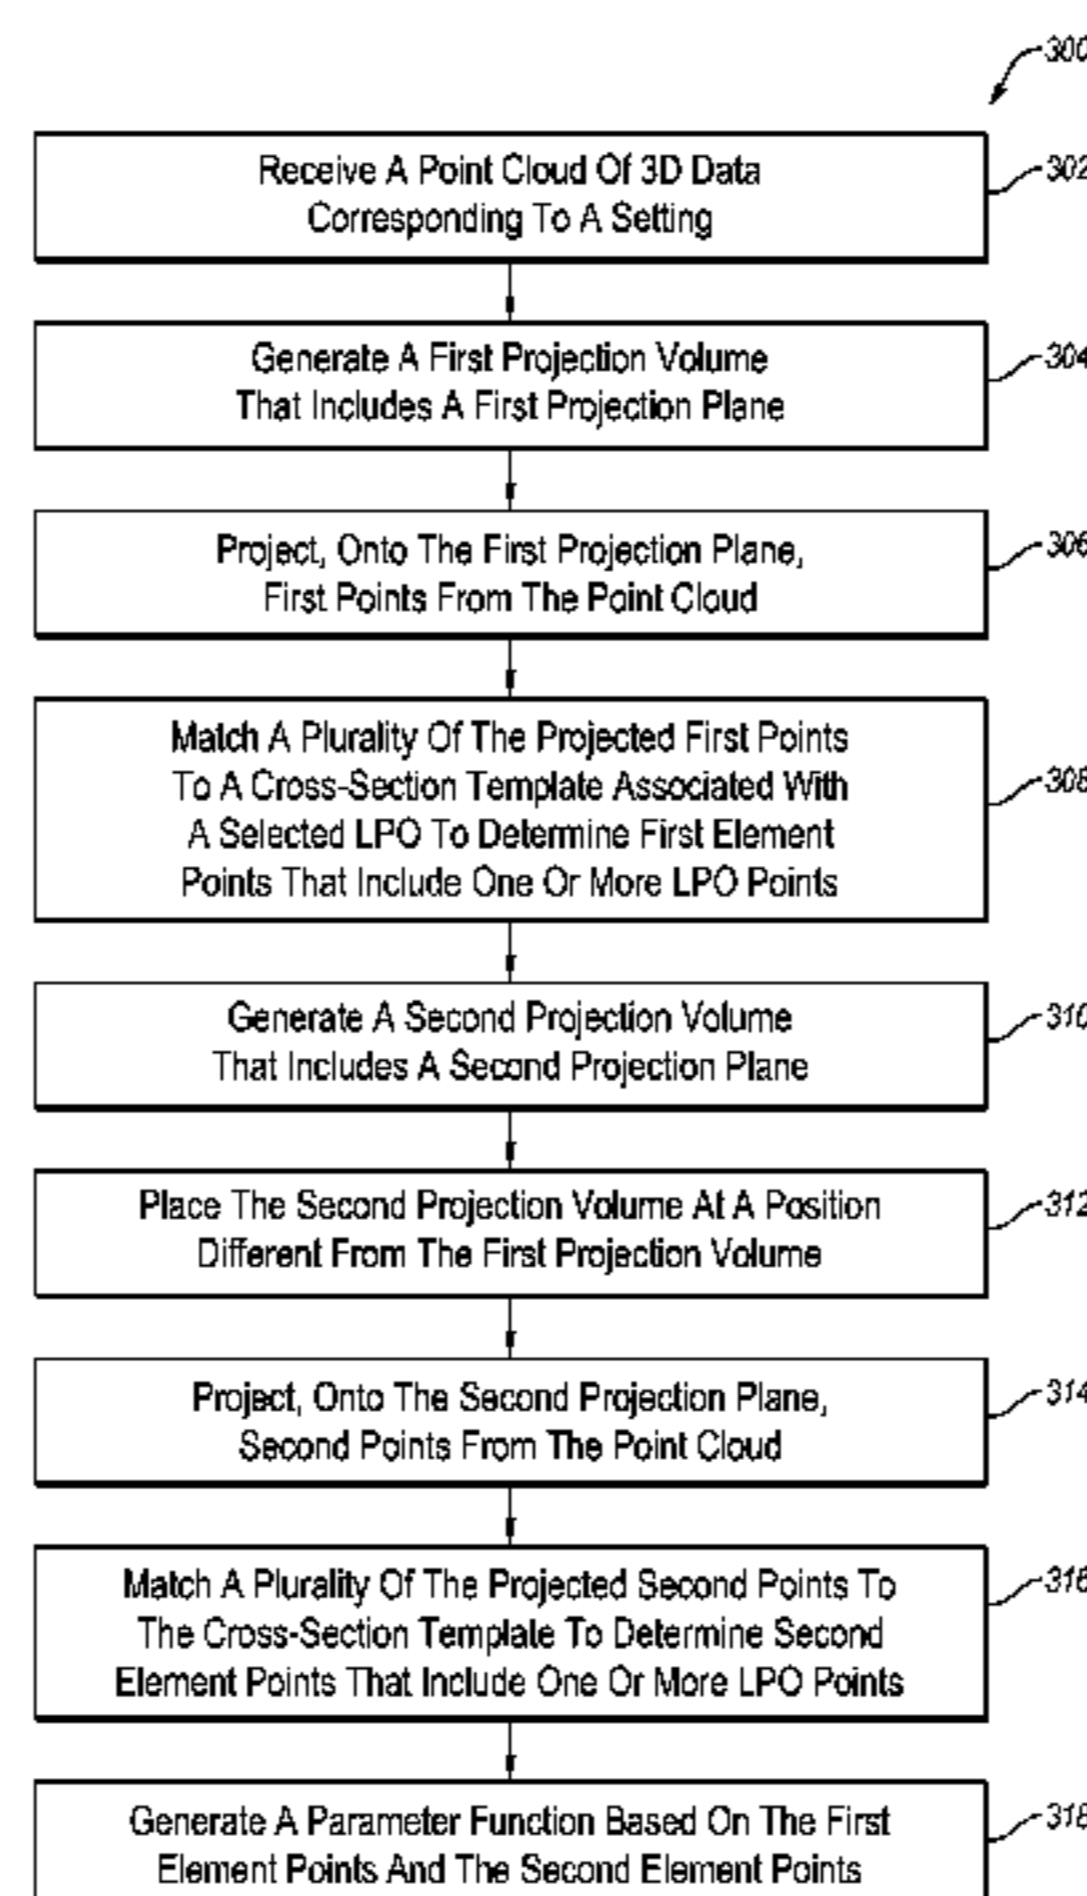 300
Receive A Point Cloud Of 3D Data
Corresponding To A Setting
302
Generate A First Projection Volume
That Includes A First Projection Plane
304
Project, Onto The First Projection Plane,
First Points From The Point Cloud
306
Match A Plurality Of The Projected First Points
To A Cross-Section Template Associated With
A Selected LPO To Determine First Element
Points That Include One Or More LPO Points
308
Generate A Second Projection Volume
That Includes A Second Projection Plane
310
Place The Second Projection Volume At A Position
Different From The First Projection Volume
312
Project, Onto The Second Projection Plane,
Second Points From The Point Cloud
314
Match A Plurality Of The Projected Second Points To
The Cross-Section Template To Determine Second
Element Points That Include One Or More LPO Points
316
Generate A Parameter Function Based On The First
Element Points And The Second Element Points
318